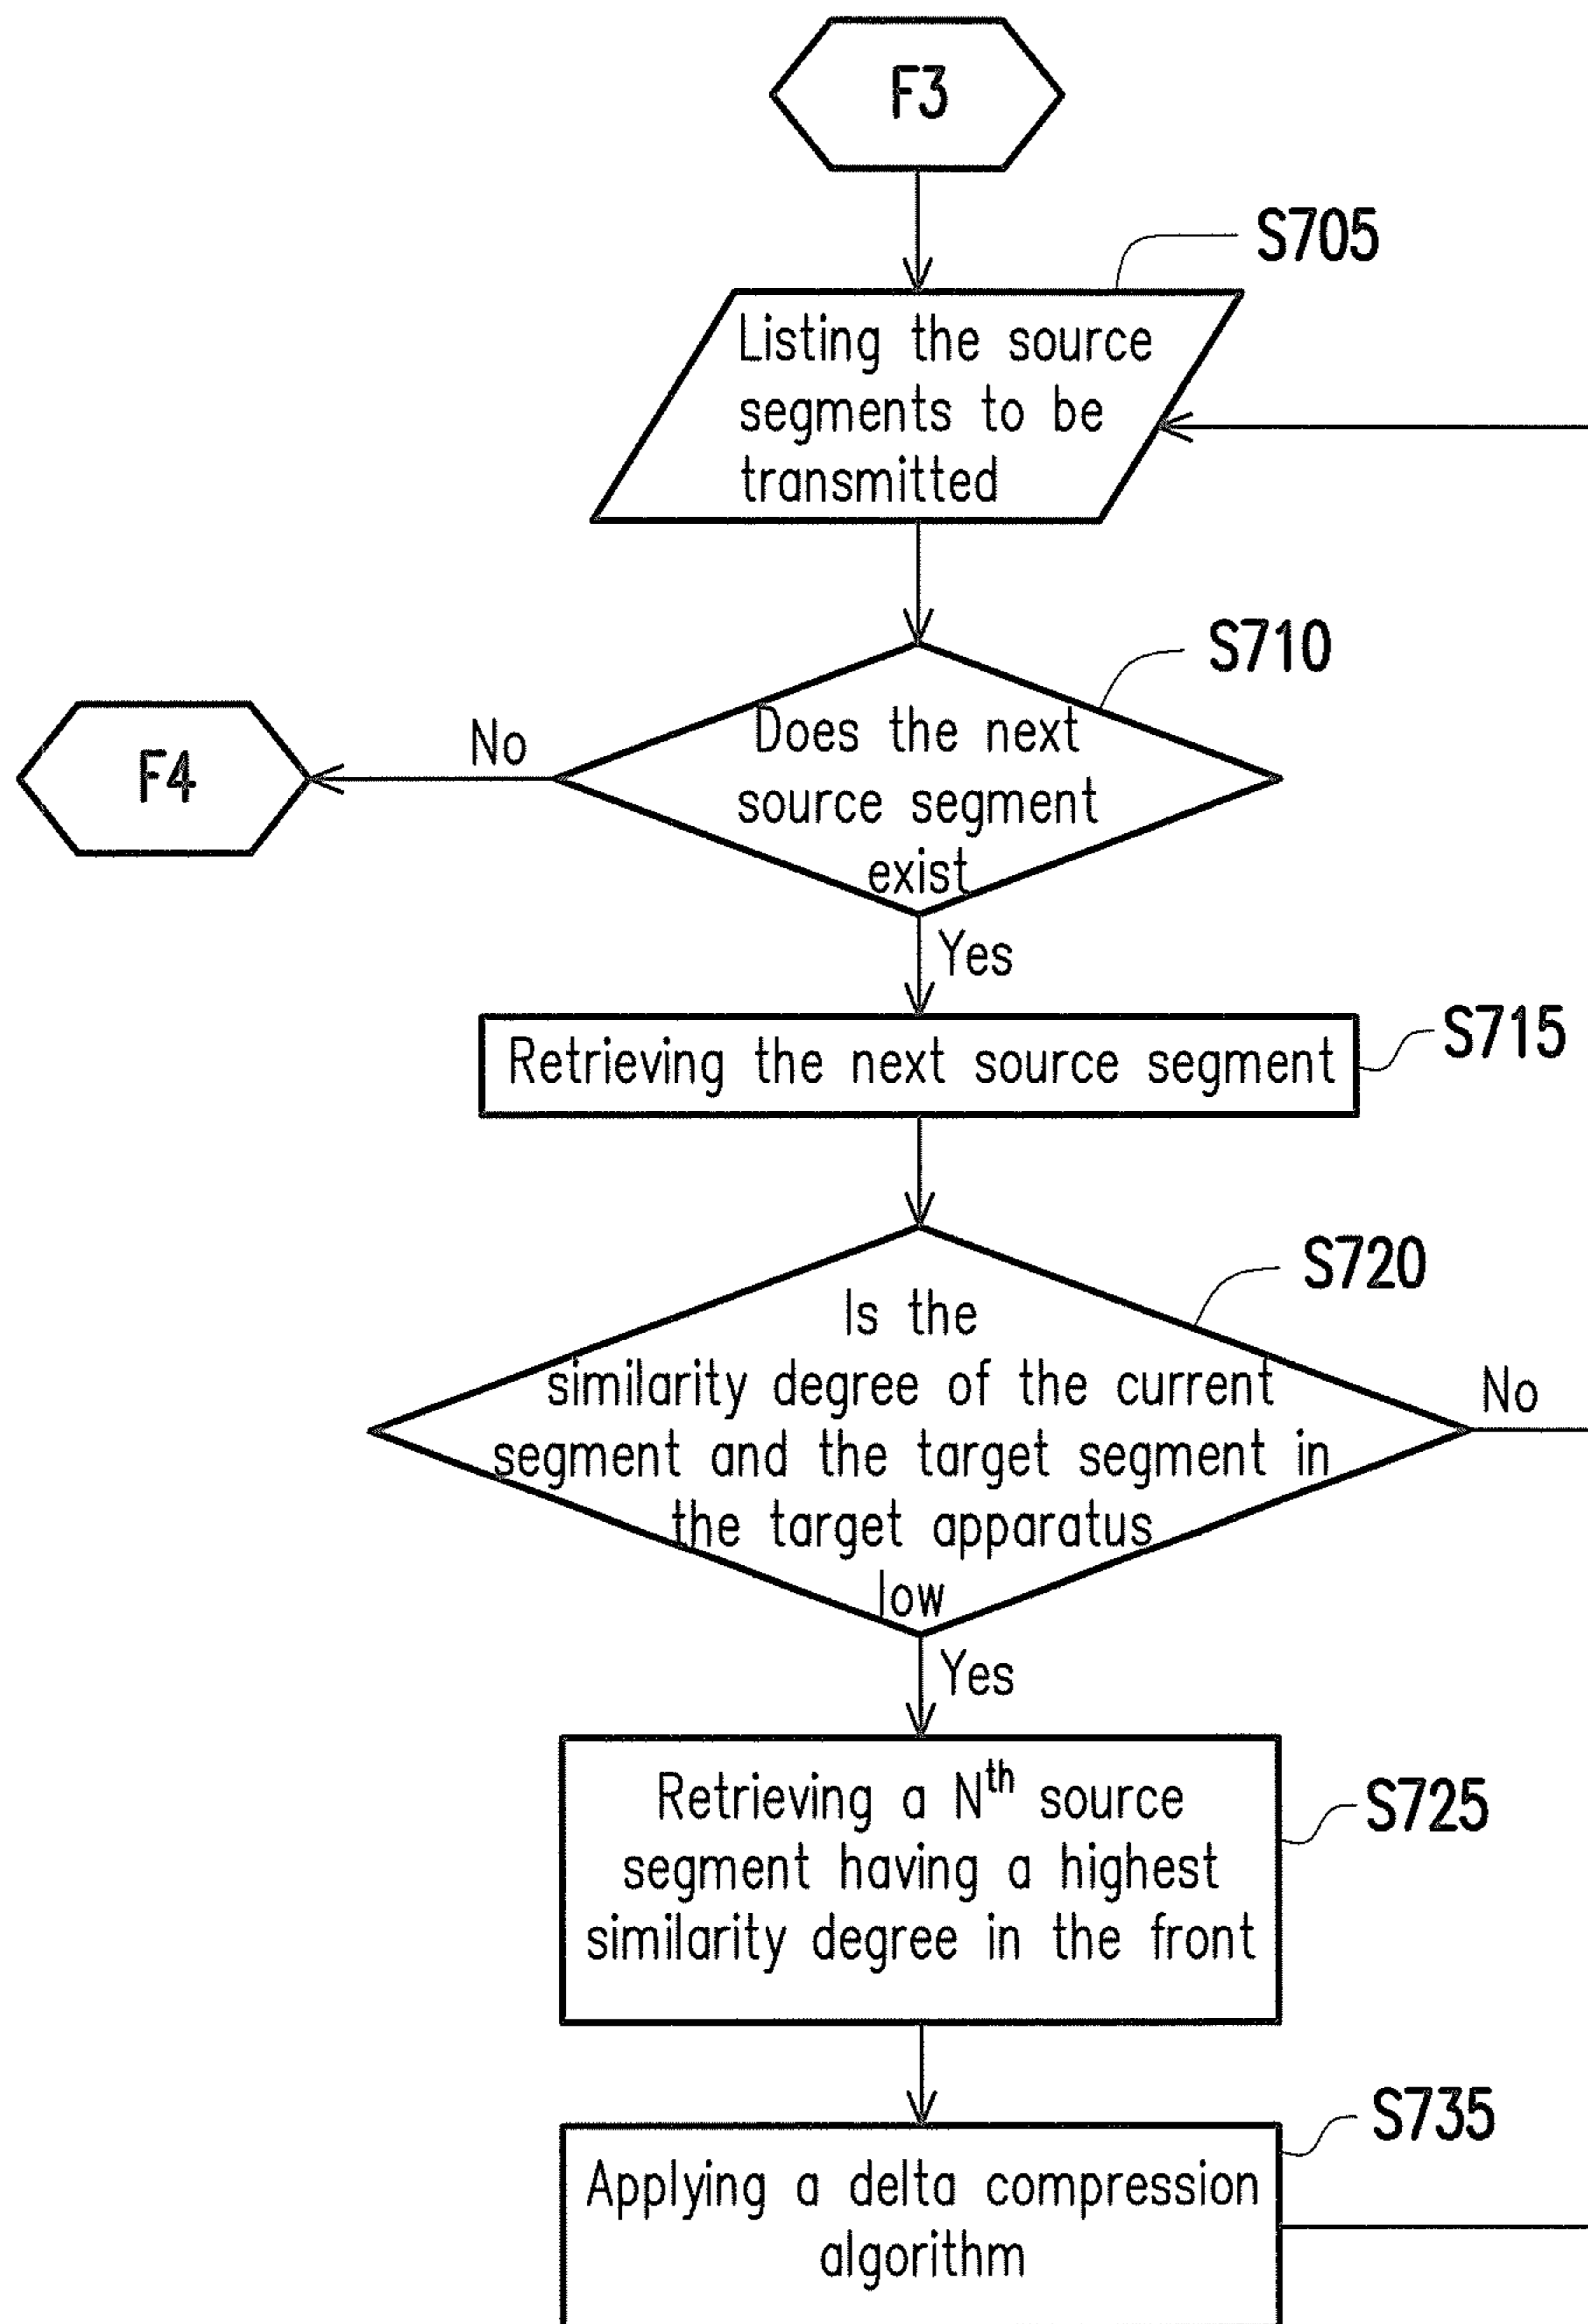 F3
S705
Listing the source
segments to be
transmitted
S710
Does the next
source segment
exist
No
F4
Yes
Retrieving the next source segment
S715
S720
Is the
similarity degree of the current
segment and the target segment in
the target apparatus
low
No
Yes
Retrieving a Nth source
segment having a highest
similarity degree in the front
S725
S735
Applying a delta compression
algorithm